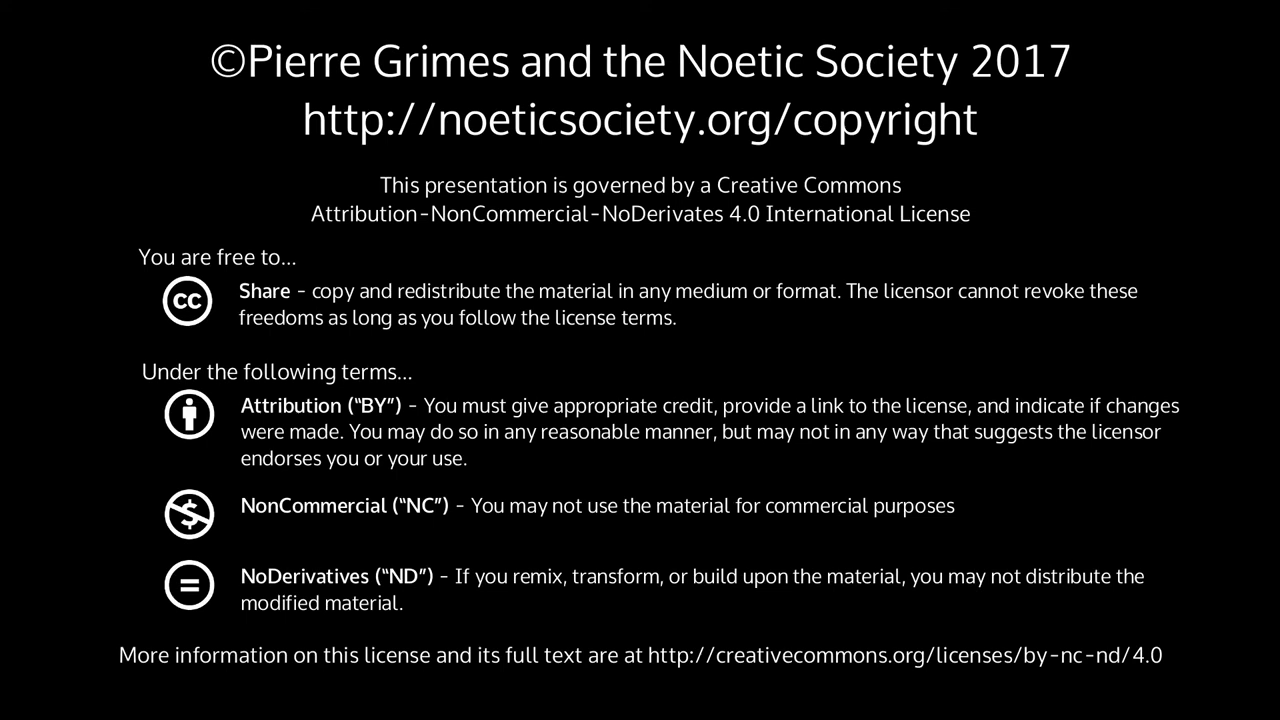 ©Pierre Grimes and the Noetic Society 2017
http://noeticsociety.org/copyright
This presentation is governed by a Creative Commons
Attribution-NonCommercial-NoDerivates 4.0 International License
You are free to...
cc
Share - copy and redistribute the material in any medium or format. The licensor cannot revoke these
freedoms as long as you follow the license terms.
Under the following terms...
Attribution (“BY”) - You must give appropriate credit, provide a link to the license, and indicate if changes
were made. You may do so in any reasonable manner, but may not in any way that suggests the licensor
endorses you or your use.
NonCommercial (“NC”) - You may not use the material for commercial purposes
NoDerivatives (“ND”) - If you remix, transform, or build upon the material, you may not distribute the
modified material.
More information on this license and its full text are at http://creativecommons.org/licenses/by-nc-nd/4.0